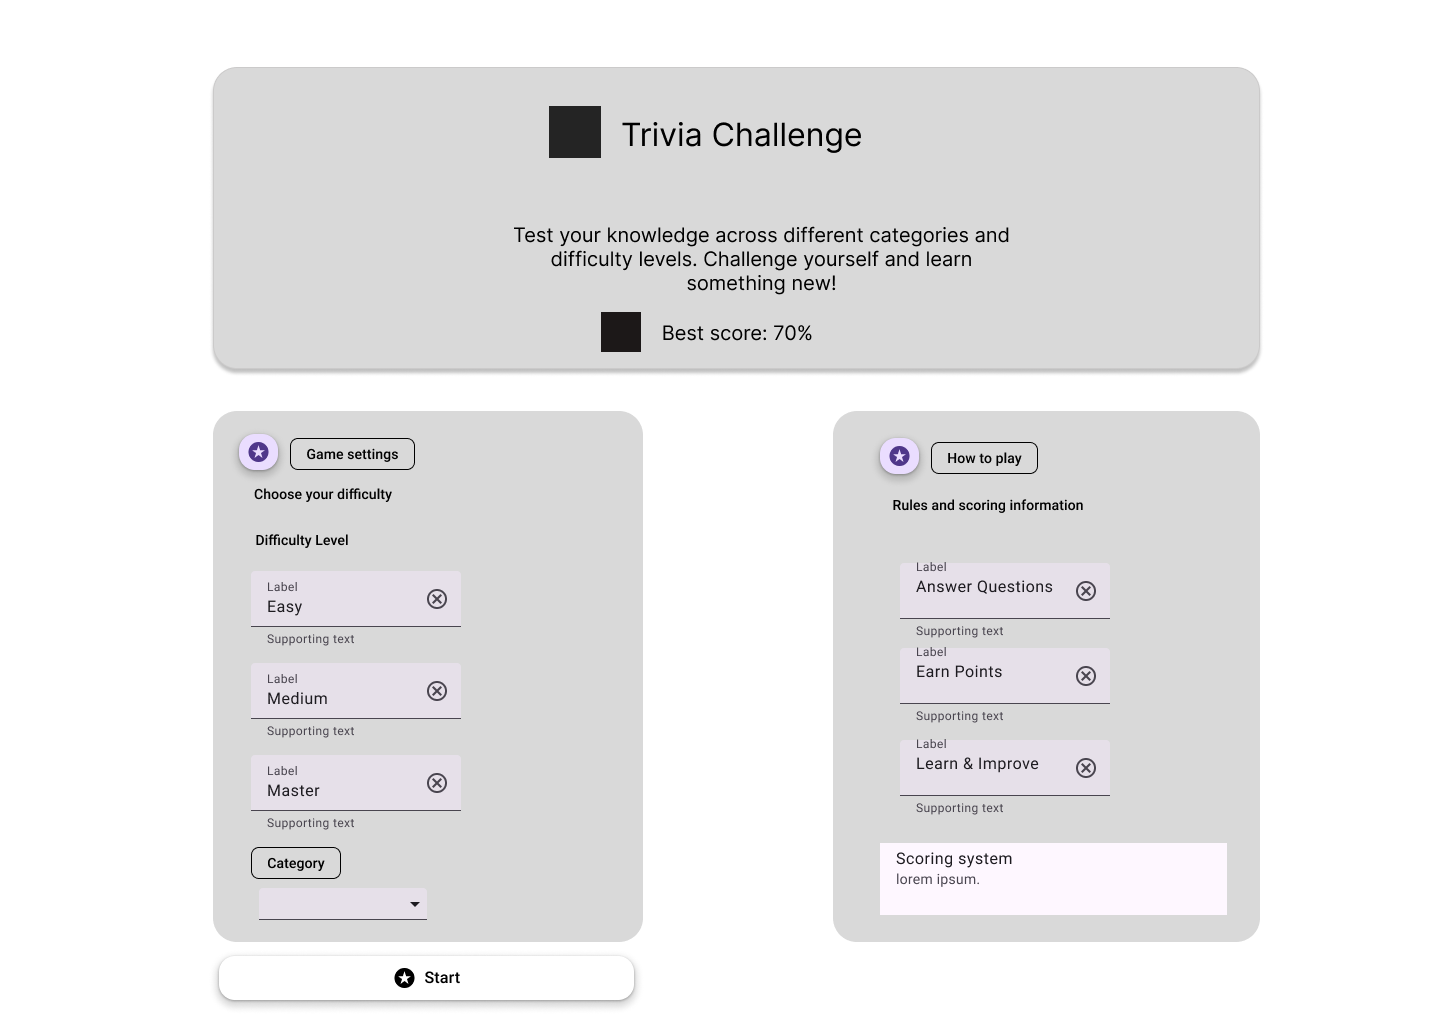 Trivia Challenge
Test your knowledge across different categories and
difficulty levels. Challenge yourself and learn
something new!
Best score: 70%
Game settings
Choose your difficulty
Difficulty Level
Label
Easy
Supporting text
Label
Medium
Supporting text
Label
Master
Supporting text
Category
Start
How to play
Rules and scoring information
Label
Answer Questions
Supporting text
Label
Earn Points
Supporting text
Label
Learn & Improve
Supporting text
Scoring system
lorem ipsum.